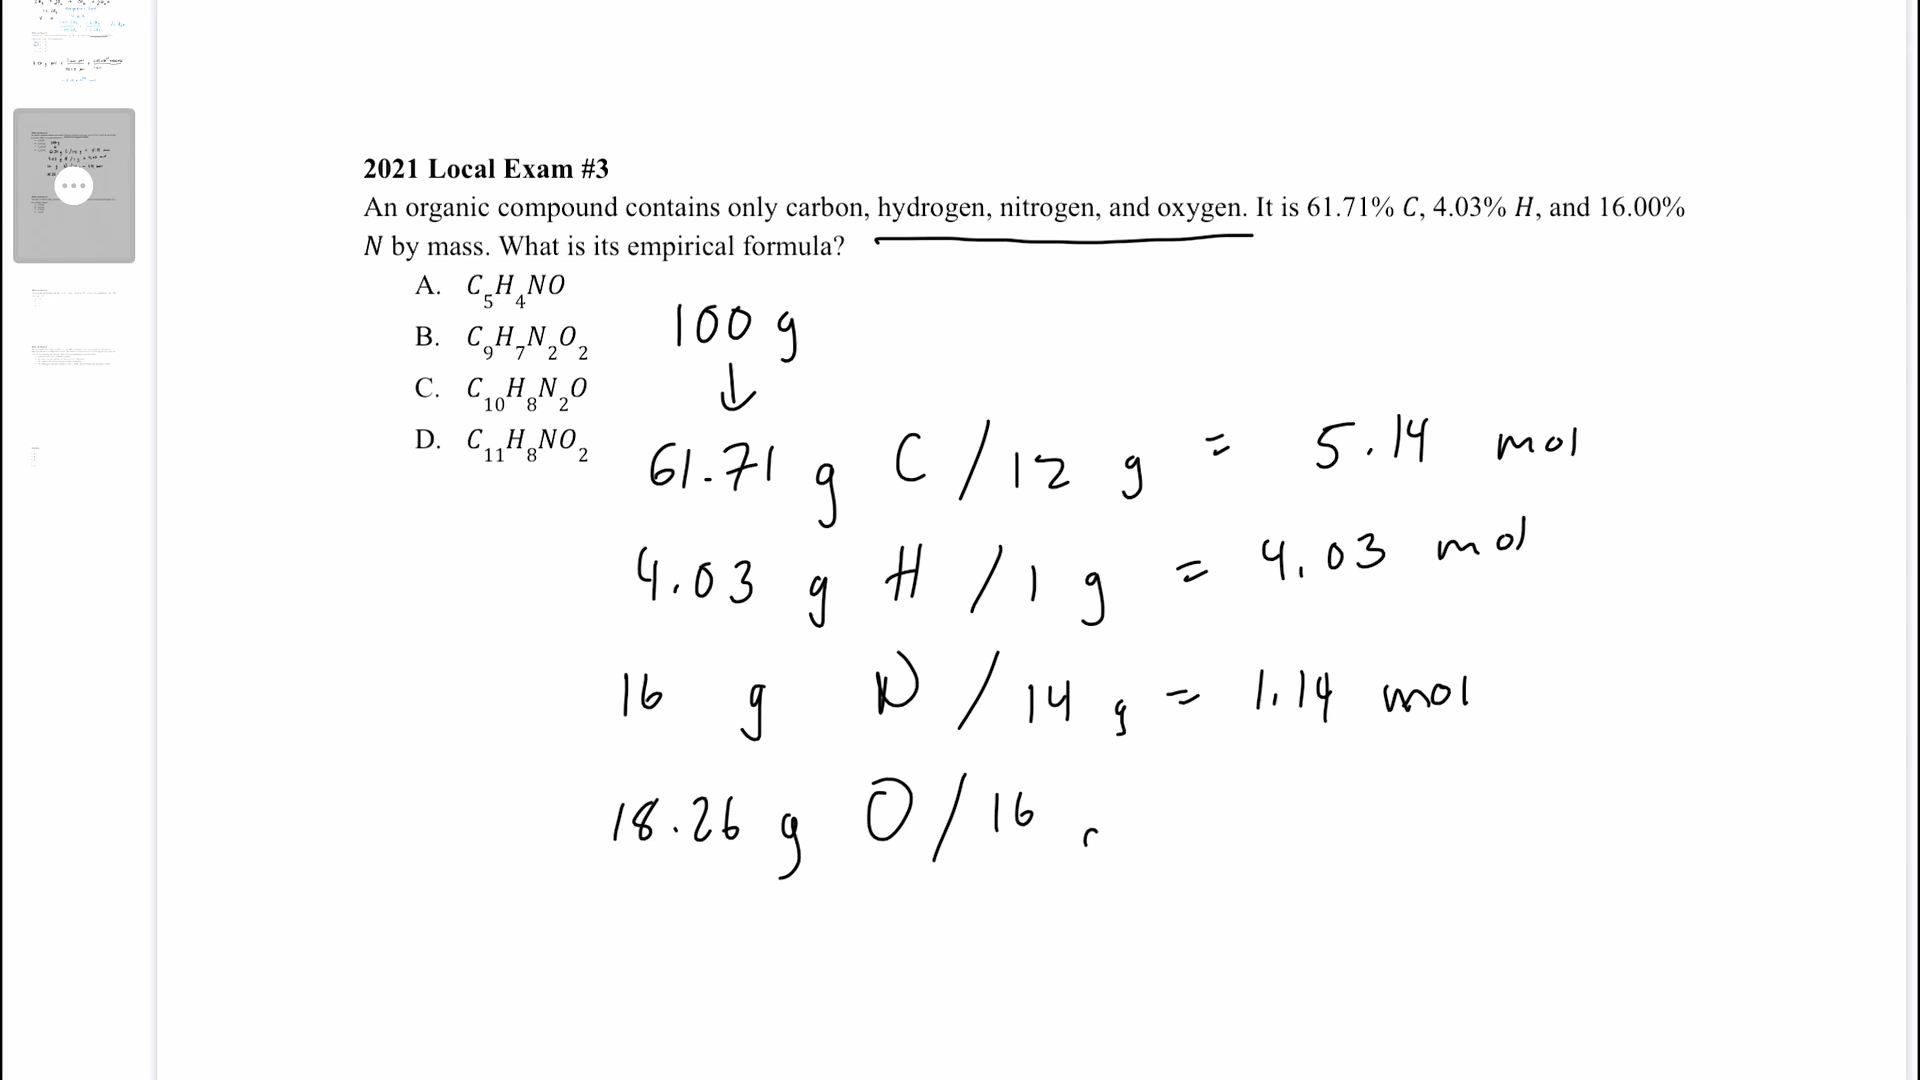 2021 Local Exam #3
An organic compound contains only carbon, hydrogen, nitrogen, and oxygen. It is 61.71% C, 4.03% H, and 16.00%
N by mass. What is its empirical formula?
A. C₅H₄NO
B. C₉H₇N₂O₂
C. C₁₀H₈N₂O
D. C₁₁H₈NO₂
100 g
↓
61.71 g C / 12 g = 5.14 mol
4.03 g H / 1 g = 4.03 mol
16 g N / 14 g = 1.14 mol
18.26 g O / 16